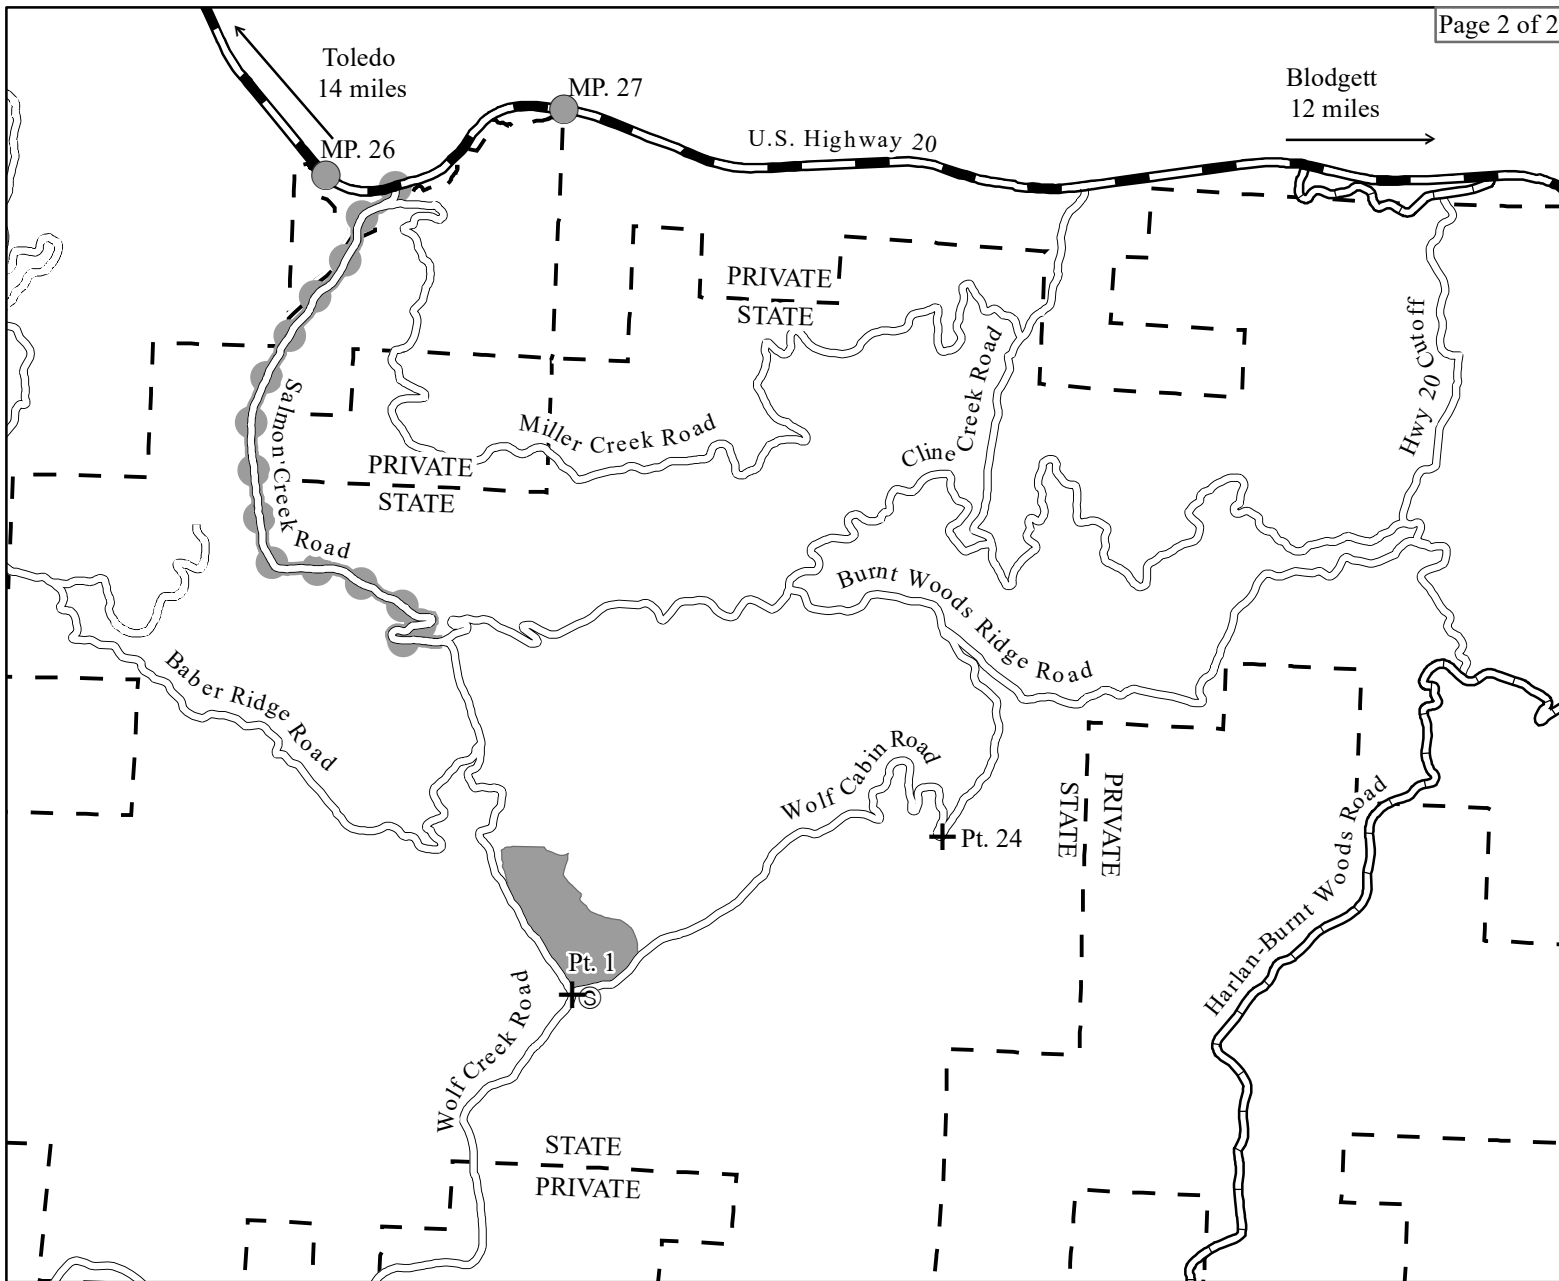 Page 2 of 2
Toledo
14 miles
MP. 27
Blodgett
12 miles
MP. 26
U.S. Highway 20
PRIVATE
STATE
Hwy 20 Cutoff
Cline Creek Road
Miller Creek Road
Salmon Creek Road
PRIVATE
STATE
Burnt Woods Ridge Road
Baber Ridge Road
Wolf Cabin Road
STATE
PRIVATE
Pt. 24
Harlan-Burnt Woods Road
Pt. 1
S
Wolf Creek Road
STATE
PRIVATE